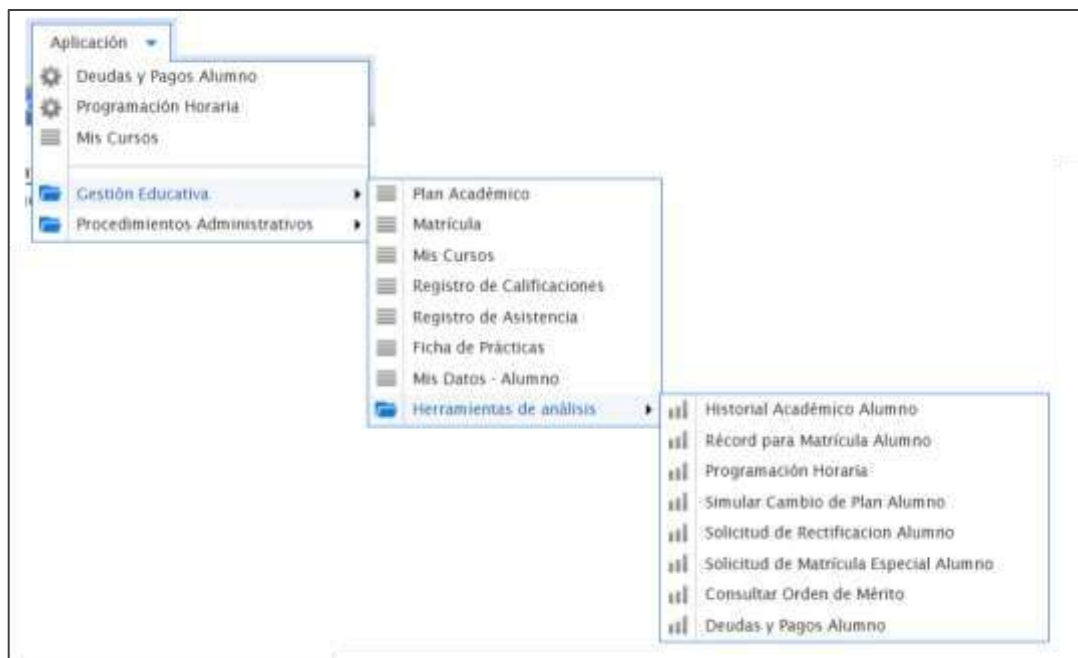 Aplicación
Deudas y Pagos Alumno
Programación Horaria
Mis Cursos
Gestión Educativa
Procedimientos Administrativos
Plan Académico
Matrícula
Mis Cursos
Registro de Calificaciones
Registro de Asistencia
Ficha de Prácticas
Mis Datos - Alumno
Herramientas de análisis
Historial Académico Alumno
Récord para Matrícula Alumno
Programación Horaria
Simular Cambio de Plan Alumno
Solicitud de Rectificacion Alumno
Solicitud de Matrícula Especial Alumno
Consultar Orden de Mérito
Deudas y Pagos Alumno